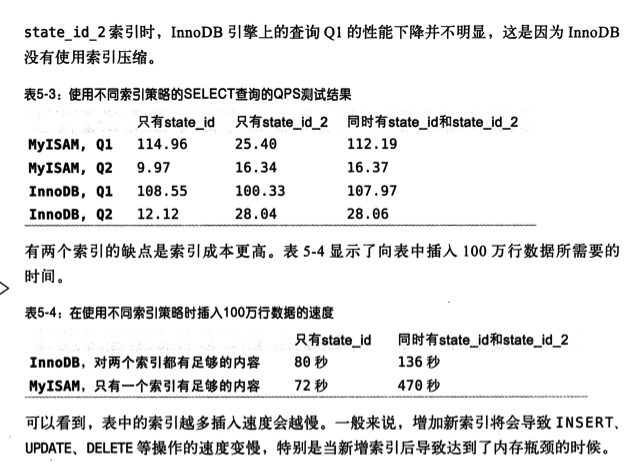 state_id_2索引时，InnoDB 引擎上的查询 Q1 的性能下降并不明显，这是因为 InnoDB
没有使用索引压缩。
表5-3：使用不同索引策略的SELECT查询的QPS测试结果
只有state_id 只有state_id_2 同时有state_id和state_id_2
MyISAM, Q1 114.96 25.40 112.19
MyISAM, Q2 9.97 16.34 16.37
InnoDB, Q1 108.55 100.33 107.97
InnoDB, Q2 12.12 28.04 28.06
有两个索引的缺点是索引成本更高。表 5-4 显示了向表中插入 100 万行数据所需要的
时间。
表5-4：在使用不同索引策略时插入100万行数据的速度
只有state_id 同时有state_id和state_id_2
InnoDB，对两个索引都有足够的内容 80 秒 136 秒
MyISAM，只有一个索引有足够的内容 72 秒 470 秒
可以看到，表中的索引越多插入速度会越慢。一般来说，增加新索引将会导致 INSERT、
UPDATE、DELETE 等操作的速度变慢，特别是当新增索引后导致达到了内存瓶颈的时候。